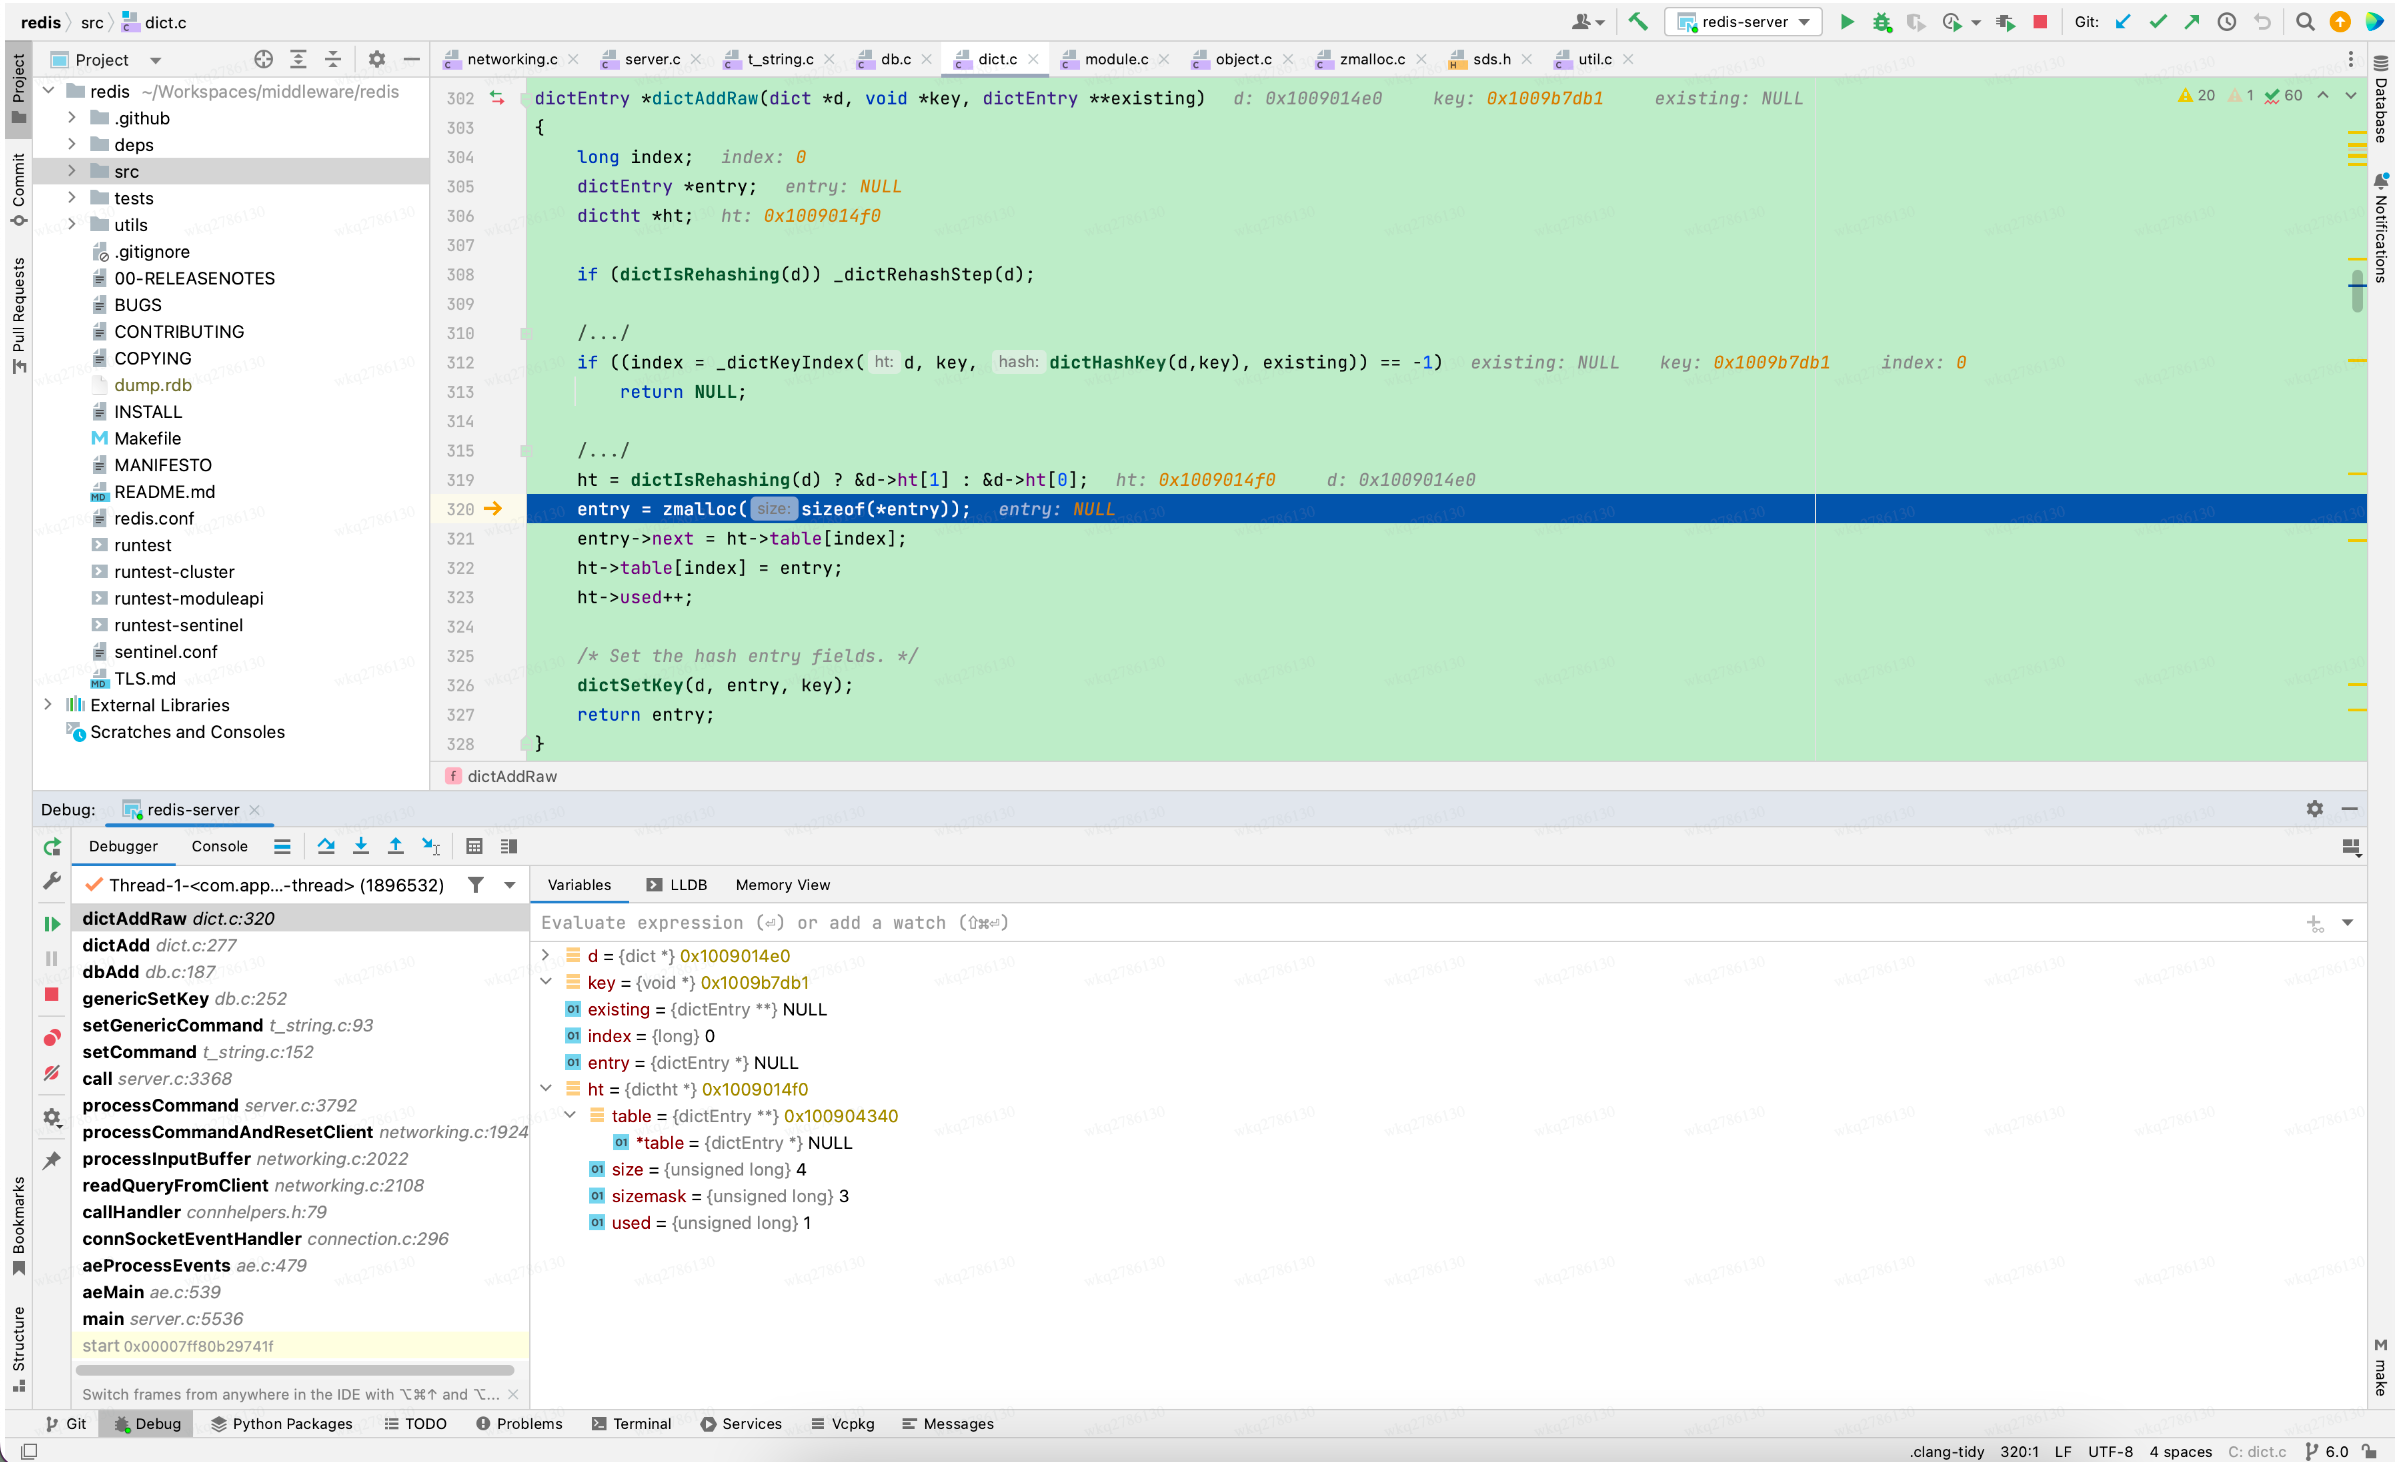 redis src dict.c
redis-server Git:
Project
networking.c server.c t_string.c db.c dict.c module.c object.c zmalloc.c sds.h util.c
Project
Commit
Pull Requests
Bookmarks
Structure
redis ~/Workspaces/middleware/redis
.github
deps
src
tests
utils
.gitignore
00-RELEASENOTES
BUGS
CONTRIBUTING
COPYING
dump.rdb
INSTALL
Makefile
MANIFESTO
README.md
redis.conf
runtest
runtest-cluster
runtest-moduleapi
runtest-sentinel
sentinel.conf
TLS.md
External Libraries
Scratches and Consoles
302 dictEntry *dictAddRaw(dict *d, void *key, dictEntry **existing) d: 0x1009014e0 key: 0x1009b7db1 existing: NULL
20 1 60
303 {
304 long index; index: 0
305 dictEntry *entry; entry: NULL
306 dictht *ht; ht: 0x1009014f0
307
308 if (dictIsRehashing(d)) _dictRehashStep(d);
309
310 /.../
312 if ((index = _dictKeyIndex( ht: d, key, hash: dictHashKey(d,key), existing)) == -1) existing: NULL key: 0x1009b7db1 index: 0
313 return NULL;
314
315 /.../
319 ht = dictIsRehashing(d) ? &d->ht[1] : &d->ht[0]; ht: 0x1009014f0 d: 0x1009014e0
320 entry = zmalloc( size: sizeof(*entry)); entry: NULL
321 entry->next = ht->table[index];
322 ht->table[index] = entry;
323 ht->used++;
324
325 /* Set the hash entry fields. */
326 dictSetKey(d, entry, key);
327 return entry;
328 }
f dictAddRaw
Database
Notifications
make
Debug: redis-server
Debugger Console
Thread-1-<com.app...-thread> (1896532)
dictAddRaw dict.c:320
dictAdd dict.c:277
dbAdd db.c:187
genericSetKey db.c:252
setGenericCommand t_string.c:93
setCommand t_string.c:152
call server.c:3368
processCommand server.c:3792
processCommandAndResetClient networking.c:1924
processInputBuffer networking.c:2022
readQueryFromClient networking.c:2108
callHandler connhelpers.h:79
connSocketEventHandler connection.c:296
aeProcessEvents ae.c:479
aeMain ae.c:539
main server.c:5536
start 0x00007ff80b29741f
Switch frames from anywhere in the IDE with ⌥⌘↑ and ⌥...
Variables LLDB Memory View
Evaluate expression (⏎) or add a watch (⇧⌘⏎)
d = {dict *} 0x1009014e0
key = {void *} 0x1009b7db1
existing = {dictEntry **} NULL
index = {long} 0
entry = {dictEntry *} NULL
ht = {dictht *} 0x1009014f0
table = {dictEntry **} 0x100904340
*table = {dictEntry *} NULL
size = {unsigned long} 4
sizemask = {unsigned long} 3
used = {unsigned long} 1
Git Debug Python Packages TODO Problems Terminal Services Vcpkg Messages
.clang-tidy 320:1 LF UTF-8 4 spaces C: dict.c 6.0
wkq2786130